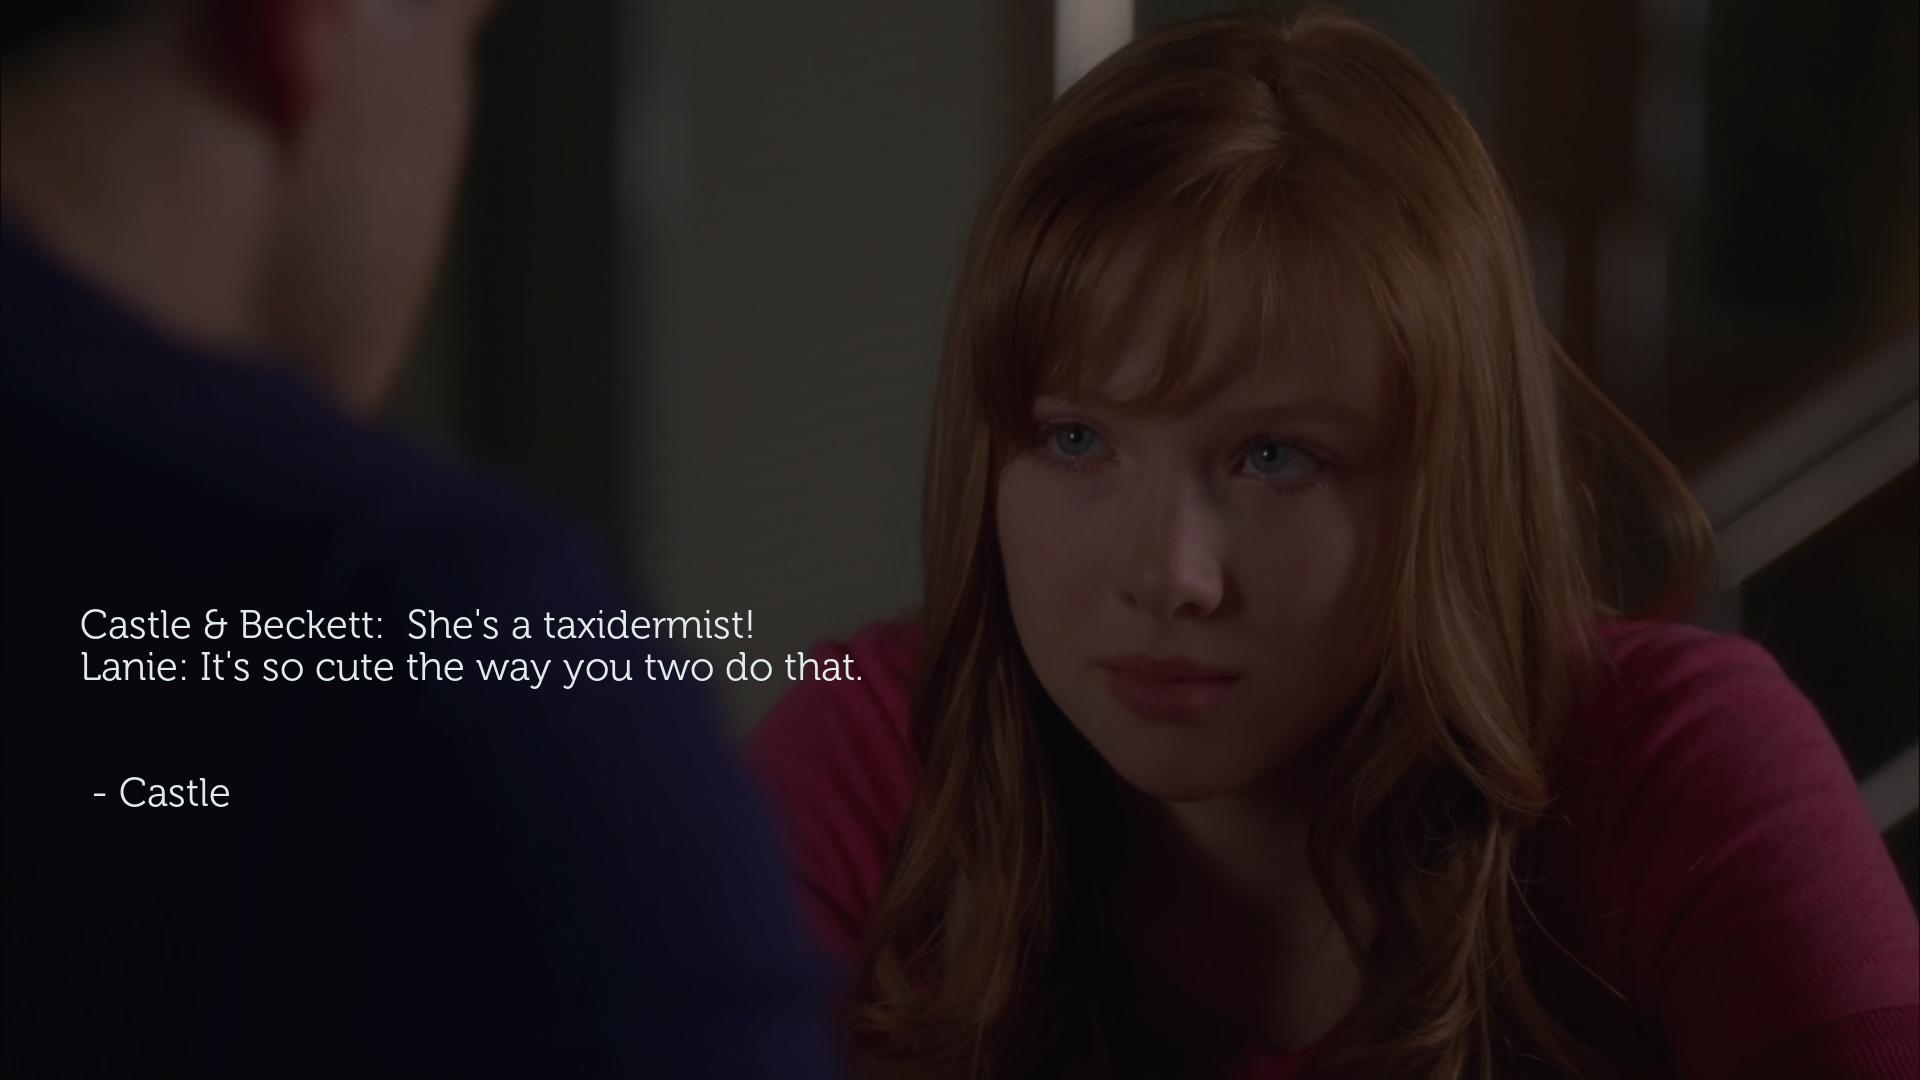 Castle & Beckett:  She's a taxidermist!
Lanie: It's so cute the way you two do that.
- Castle